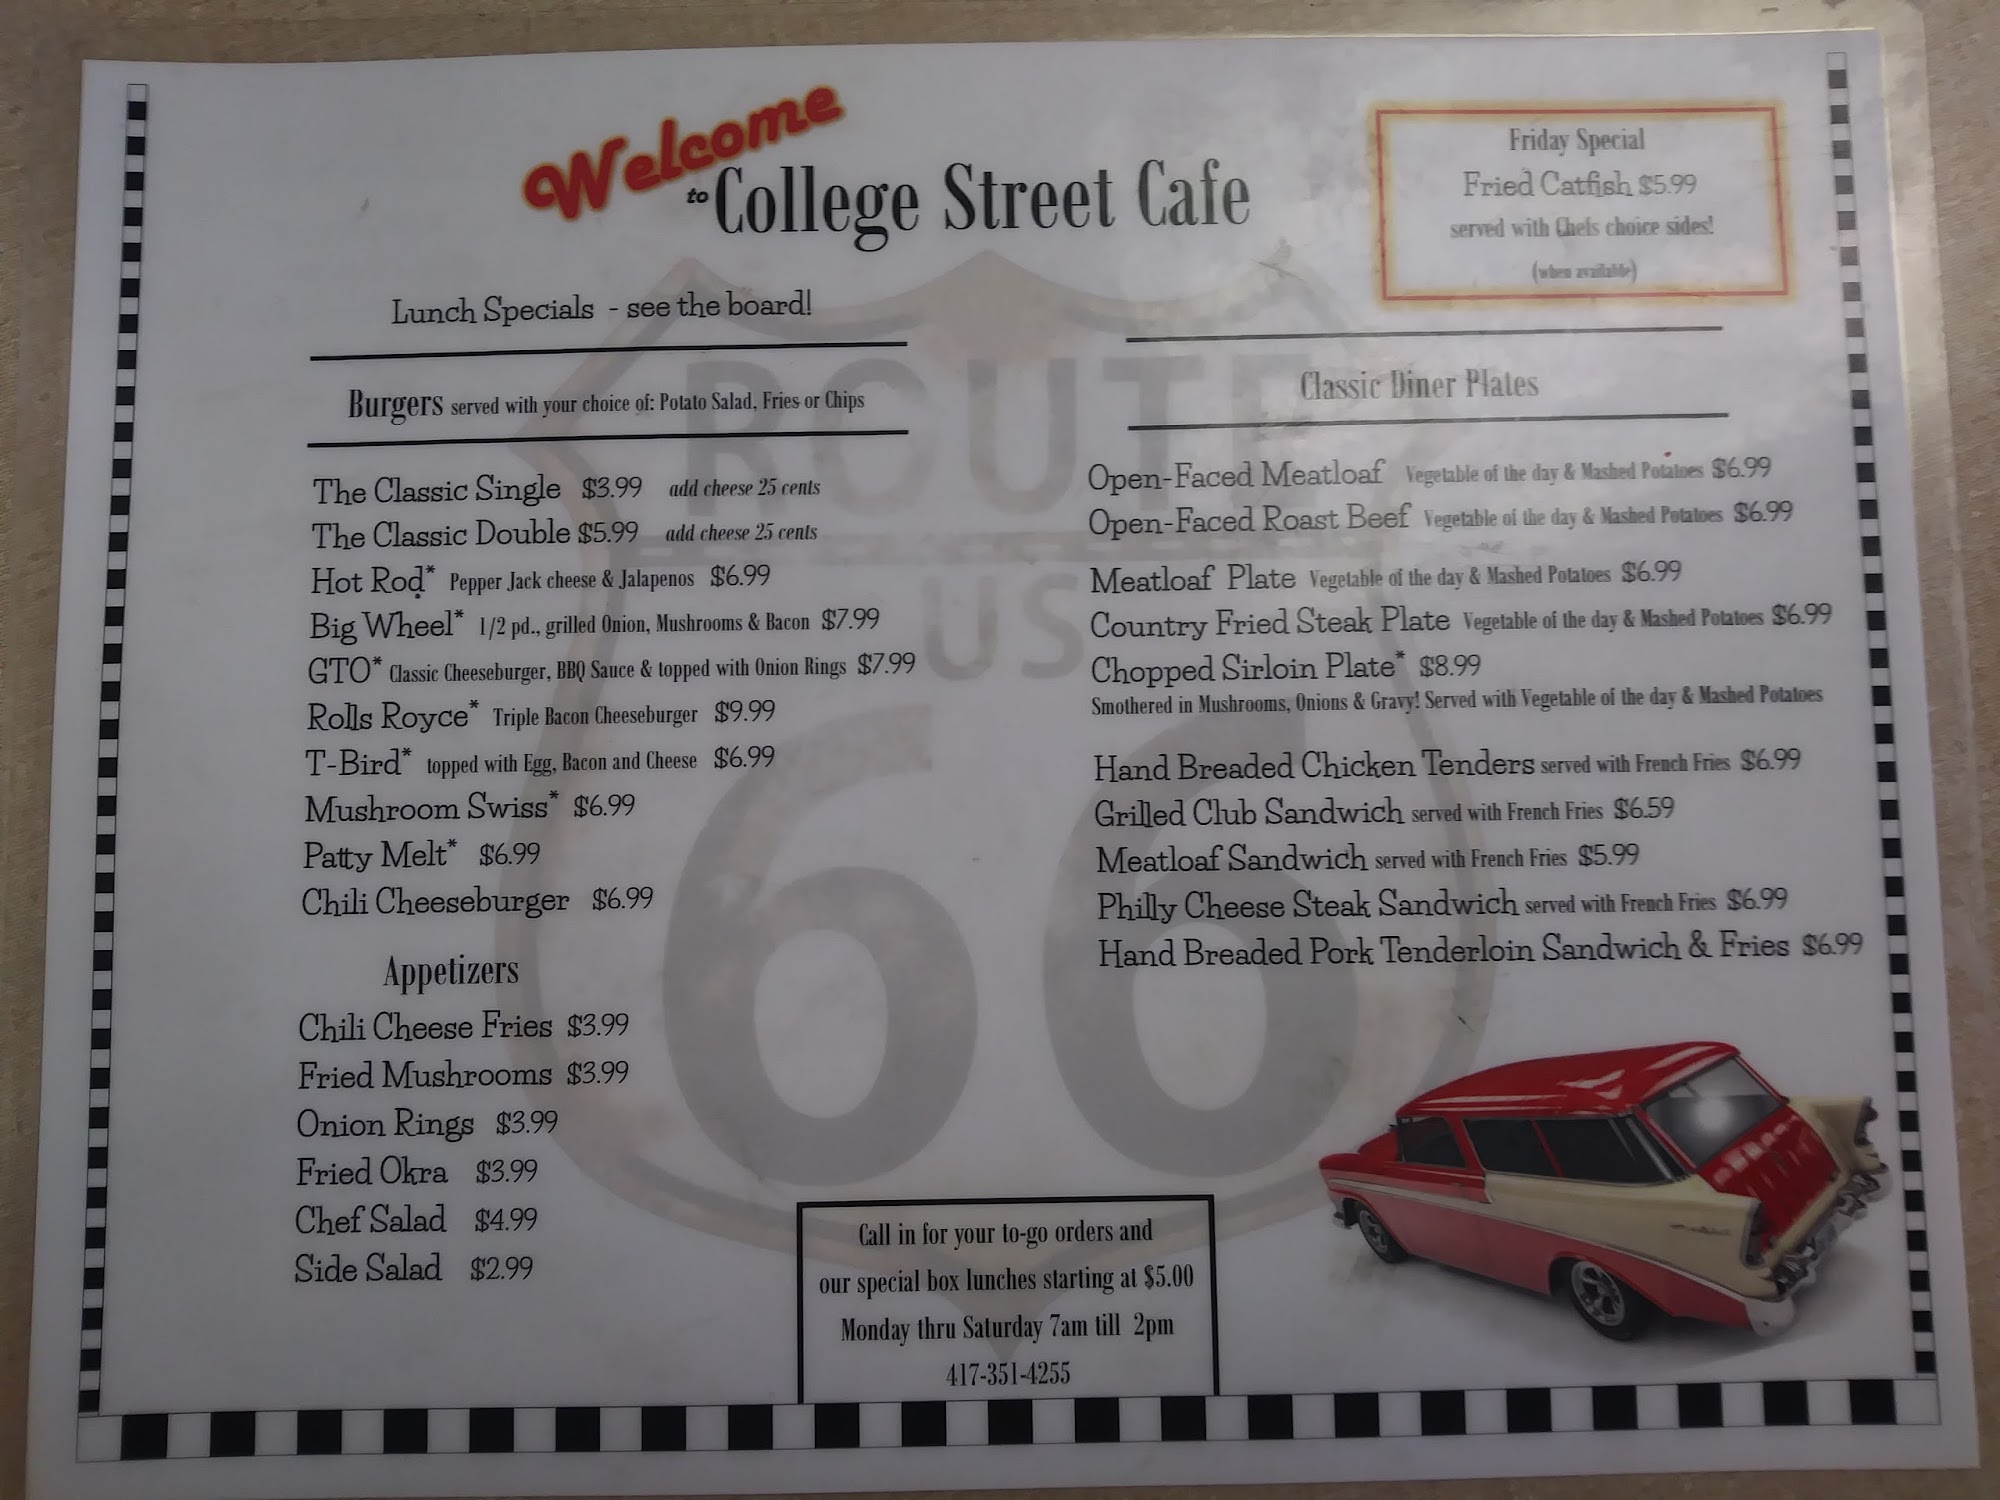 Welcome
to College Street Cafe
Friday Special
Fried Catfish $5.99
served with Chefs choice sides!
(when available)
Lunch Specials - see the board!
Burgers served with your choice of: Potato Salad, Fries or Chips
The Classic Single $3.99 add cheese 25 cents
The Classic Double $5.99 add cheese 25 cents
Hot Rod* Pepper Jack cheese & Jalapenos $6.99
Big Wheel* 1/2 pd., grilled Onion, Mushrooms & Bacon $7.99
GTO* Classic Cheeseburger, BBQ Sauce & topped with Onion Rings $7.99
Rolls Royce* Triple Bacon Cheeseburger $9.99
T-Bird* topped with Egg, Bacon and Cheese $6.99
Mushroom Swiss* $6.99
Patty Melt* $6.99
Chili Cheeseburger $6.99
Appetizers
Chili Cheese Fries $3.99
Fried Mushrooms $3.99
Onion Rings $3.99
Fried Okra $3.99
Chef Salad $4.99
Side Salad $2.99
Classic Diner Plates
Open-Faced Meatloaf Vegetable of the day & Mashed Potatoes $6.99
Open-Faced Roast Beef Vegetable of the day & Mashed Potatoes $6.99
Meatloaf Plate Vegetable of the day & Mashed Potatoes $6.99
Country Fried Steak Plate Vegetable of the day & Mashed Potatoes $6.99
Chopped Sirloin Plate* $8.99
Smothered in Mushrooms, Onions & Gravy! Served with Vegetable of the day & Mashed Potatoes
Hand Breaded Chicken Tenders served with French Fries $6.99
Grilled Club Sandwich served with French Fries $6.59
Meatloaf Sandwich served with French Fries $5.99
Philly Cheese Steak Sandwich served with French Fries $6.99
Hand Breaded Pork Tenderloin Sandwich & Fries $6.99
ROUTE
US
66
Call in for your to-go orders and
our special box lunches starting at $5.00
Monday thru Saturday 7am till 2pm
417-351-4255